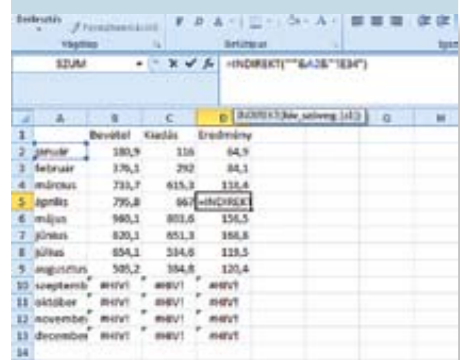 Beillesztés Formátummásoló F D A A
Vágólap Betűtípus
SZUM =INDIREKT("'"&A2&"'!E34")
INDIREKT(hiv_szöveg; [a1])
A B C D G H
1 Bevétel Kiadás Eredmény
2 január 180,9 116 64,9
3 február 376,1 292 84,1
4 március 733,7 615,3 118,4
5 április 795,8 667 =INDIREKT
6 május 960,1 803,6 156,5
7 június 820,1 651,3 168,8
8 július 654,1 534,6 119,5
9 augusztus 505,2 384,8 120,4
10 szeptemb #HIV! #HIV! #HIV!
11 október #HIV! #HIV! #HIV!
12 november #HIV! #HIV! #HIV!
13 december #HIV! #HIV! #HIV!
14